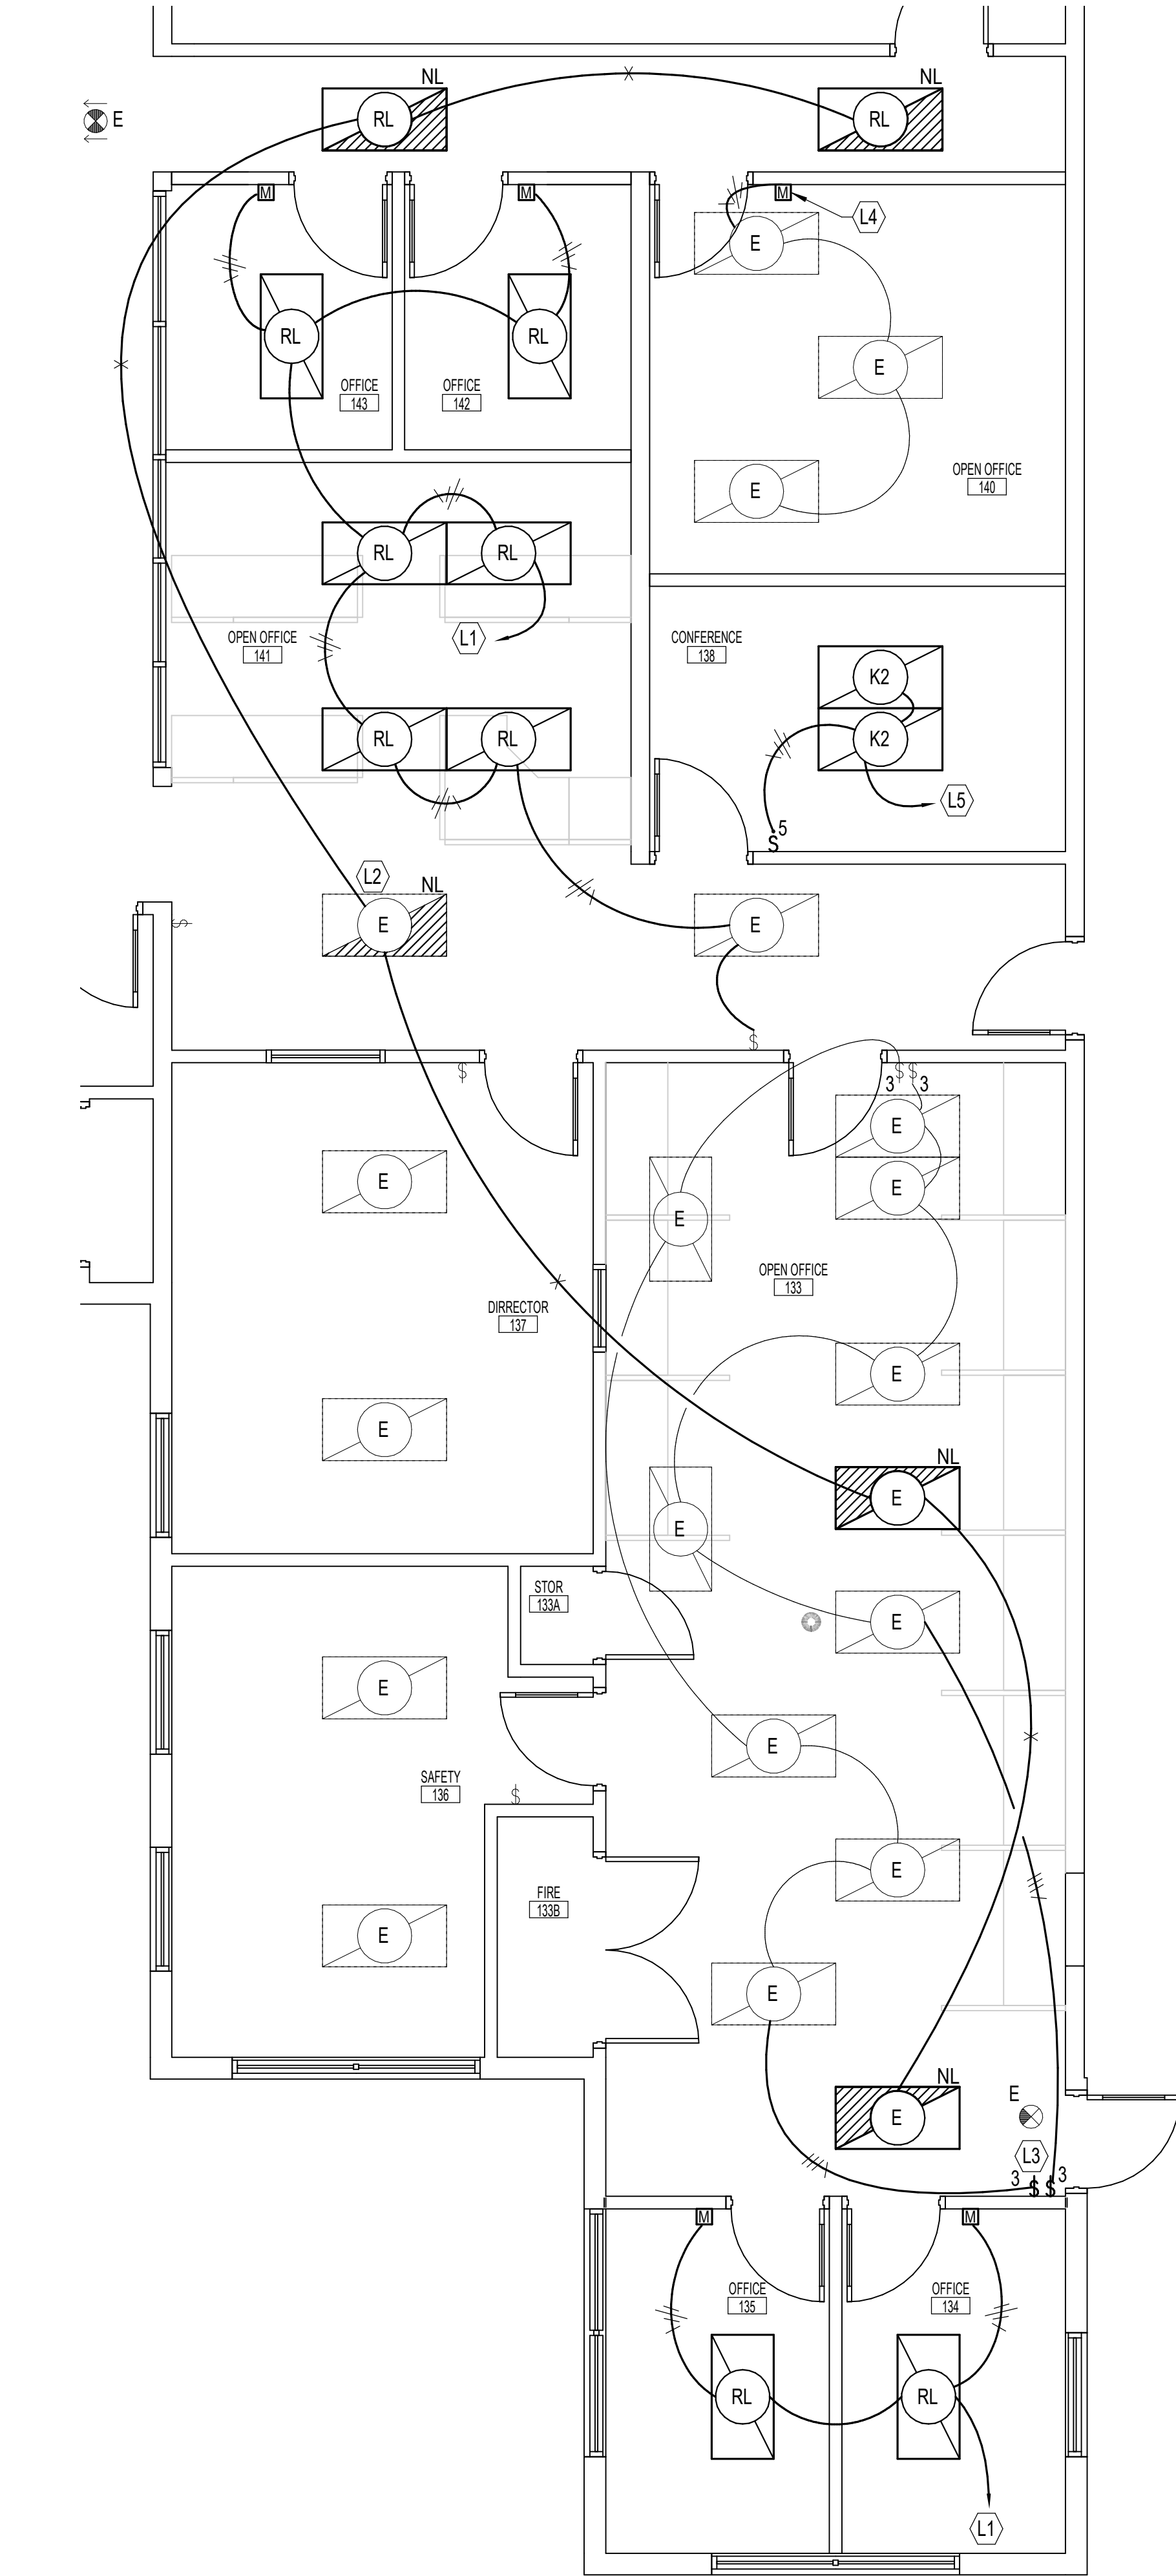 NL
NL
RL
RL
E
M
M
M
L4
E
RL
RL
E
OFFICE
143
OFFICE
142
OPEN OFFICE
140
E
RL
RL
OPEN OFFICE
141
L1
CONFERENCE
138
K2
RL
RL
K2
L5
5
S
L2
NL
$
E
E
$
$
$ $
3 3
E
E
E
E
OPEN OFFICE
133
DIRRECTOR
137
E
E
NL
E
E
STOR
133A
E
E
E
SAFETY
136
$
E
FIRE
133B
E
E
NL
E
E
L3
3 $ $ 3
M
M
OFFICE
135
OFFICE
134
RL
RL
L1